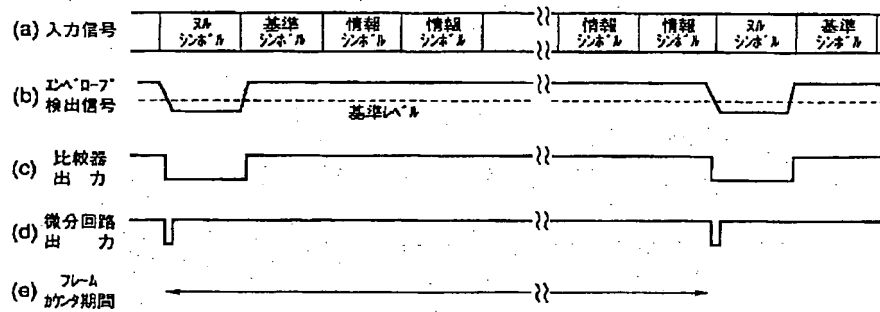 (a) 入力信号
ヌル シンボル
基準 シンボル
情報 シンボル
情報 シンボル
情報 シンボル
情報 シンボル
ヌル シンボル
基準 シンボル
(b) エンベロープ 検出信号
基準レベル
(c) 比較器 出力
(d) 微分回路 出力
(e) フレーム カウンタ期間